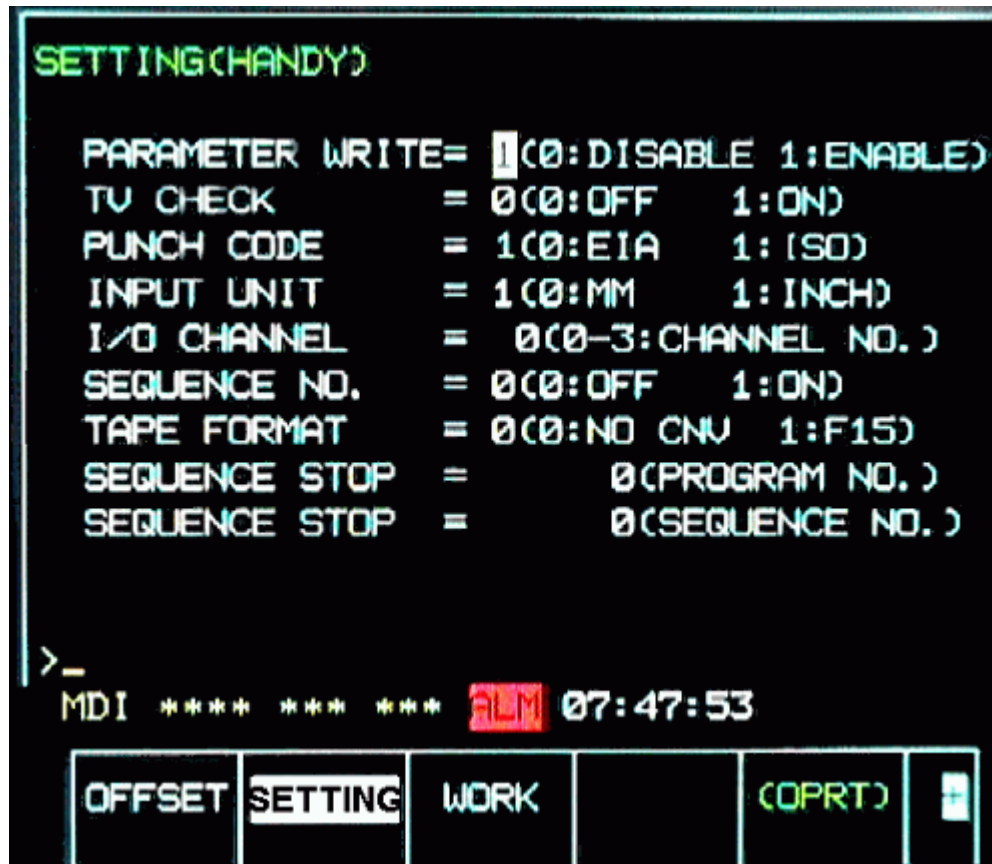 SETTING(HANDY)
PARAMETER WRITE= 1(0:DISABLE 1:ENABLE)
TV CHECK = 0(0:OFF 1:ON)
PUNCH CODE = 1(0:EIA 1:ISO)
INPUT UNIT = 1(0:MM 1:INCH)
I/O CHANNEL = 0(0-3:CHANNEL NO.)
SEQUENCE NO. = 0(0:OFF 1:ON)
TAPE FORMAT = 0(0:NO CNV 1:F15)
SEQUENCE STOP = 0(PROGRAM NO.)
SEQUENCE STOP = 0(SEQUENCE NO.)
>_
MDI **** *** *** ALM 07:47:53
OFFSET SETTING WORK (OPRT) +